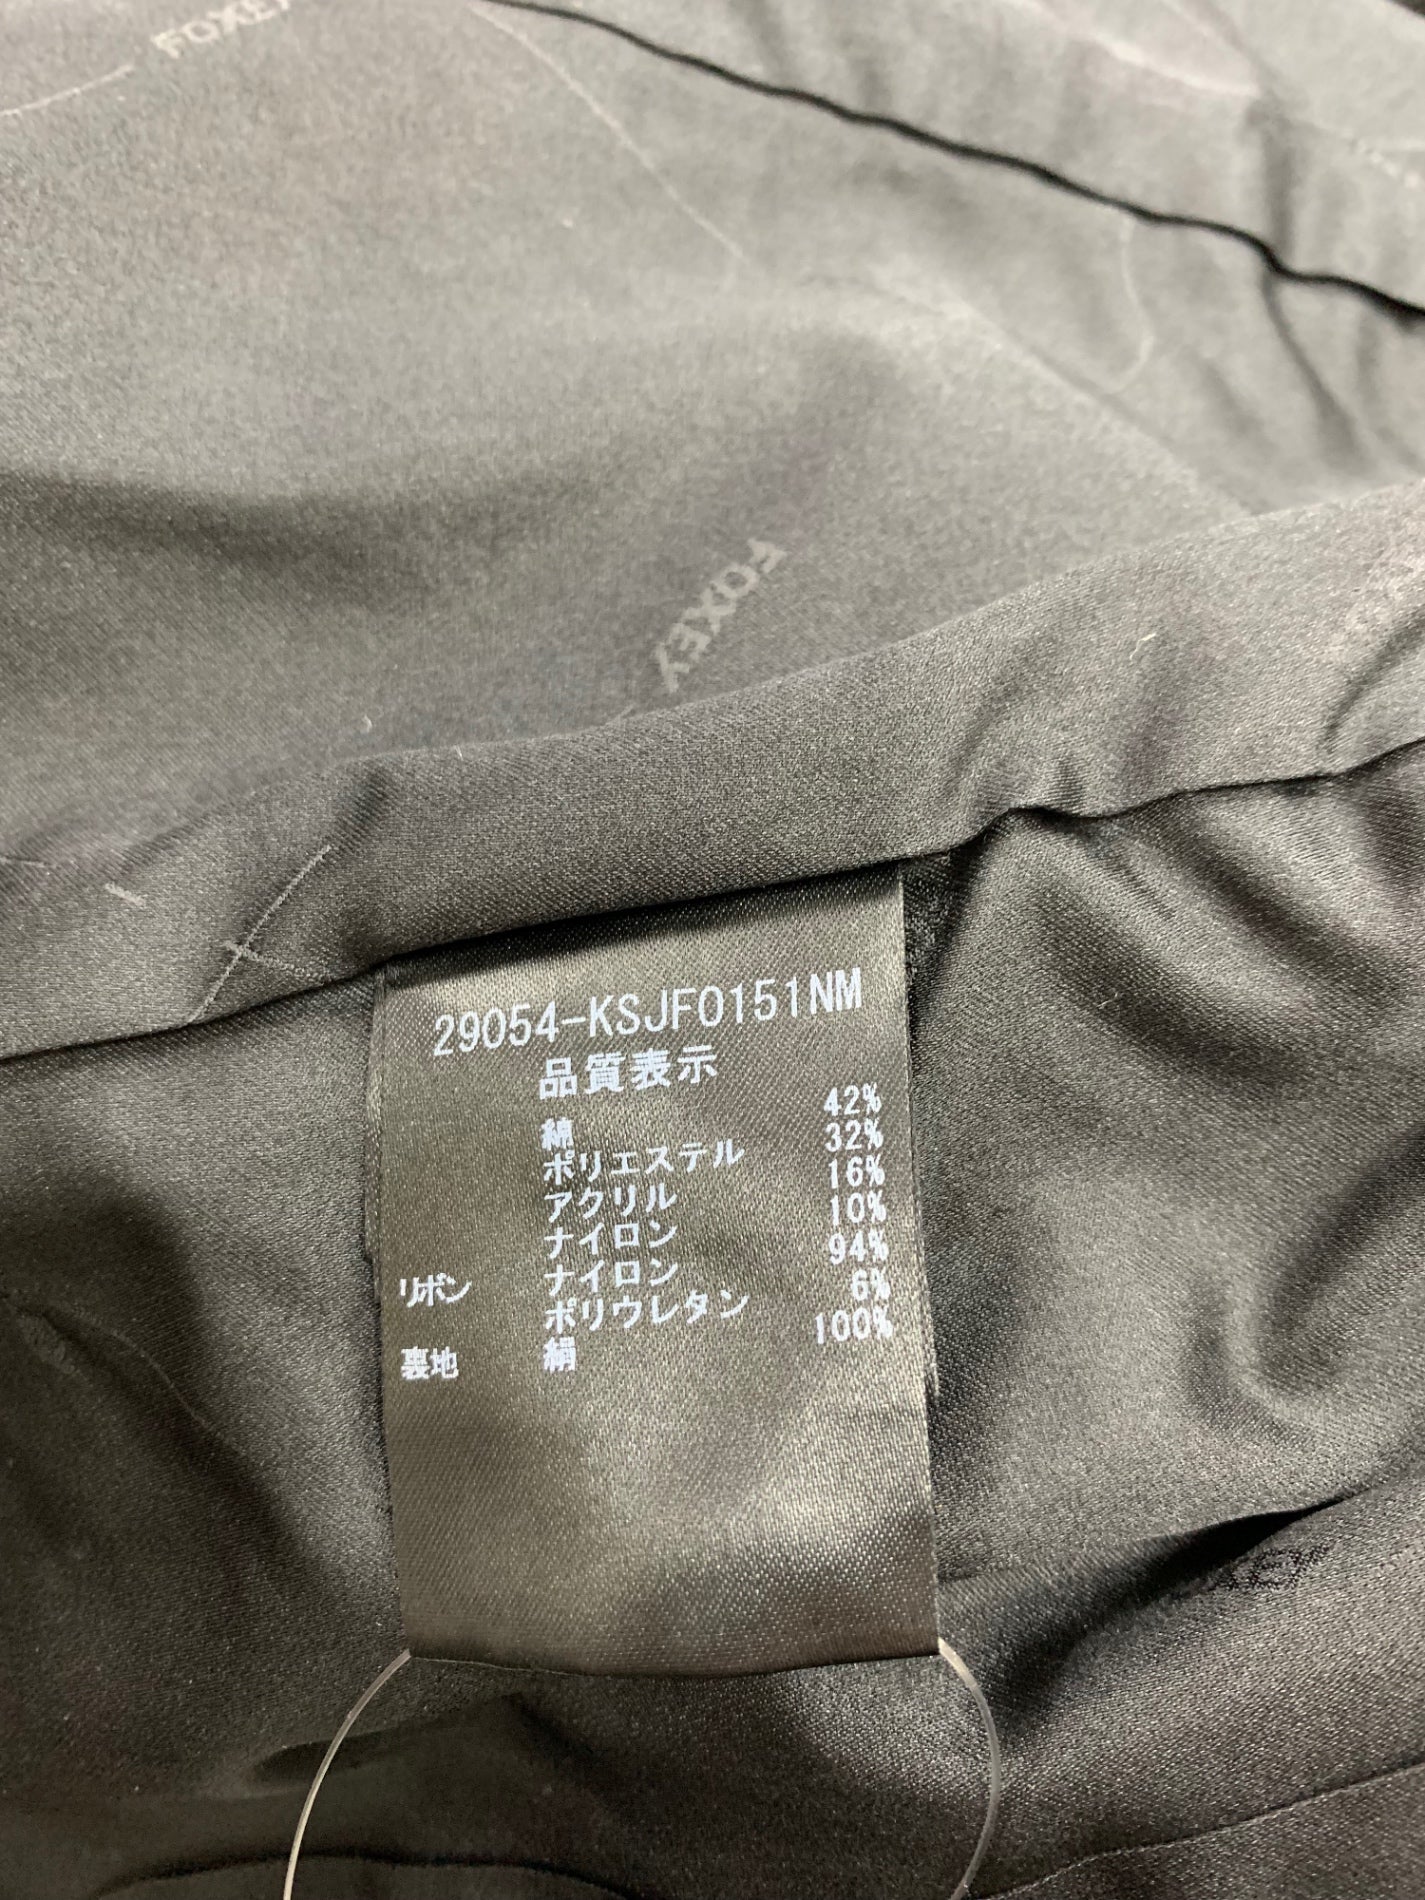 FOXEY
FOXEY
29054-KSJF0151NM
品質表示
綿 42%
ポリエステル 32%
アクリル 16%
ナイロン 10%
リボン ナイロン 94%
ポリウレタン 6%
裏地 絹 100%